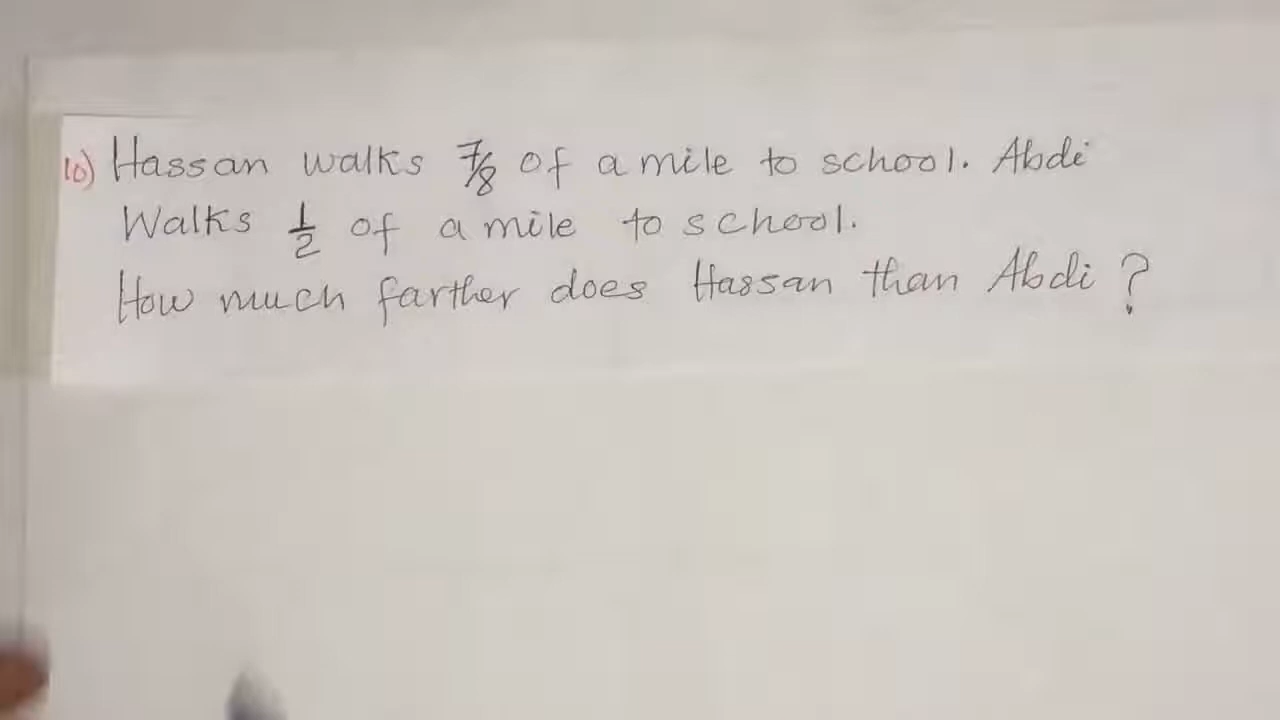 10) Hassan walks 7/8 of a mile to school. Abdi
Walks 1/2 of a mile to school.
How much farther does Hassan than Abdi ?